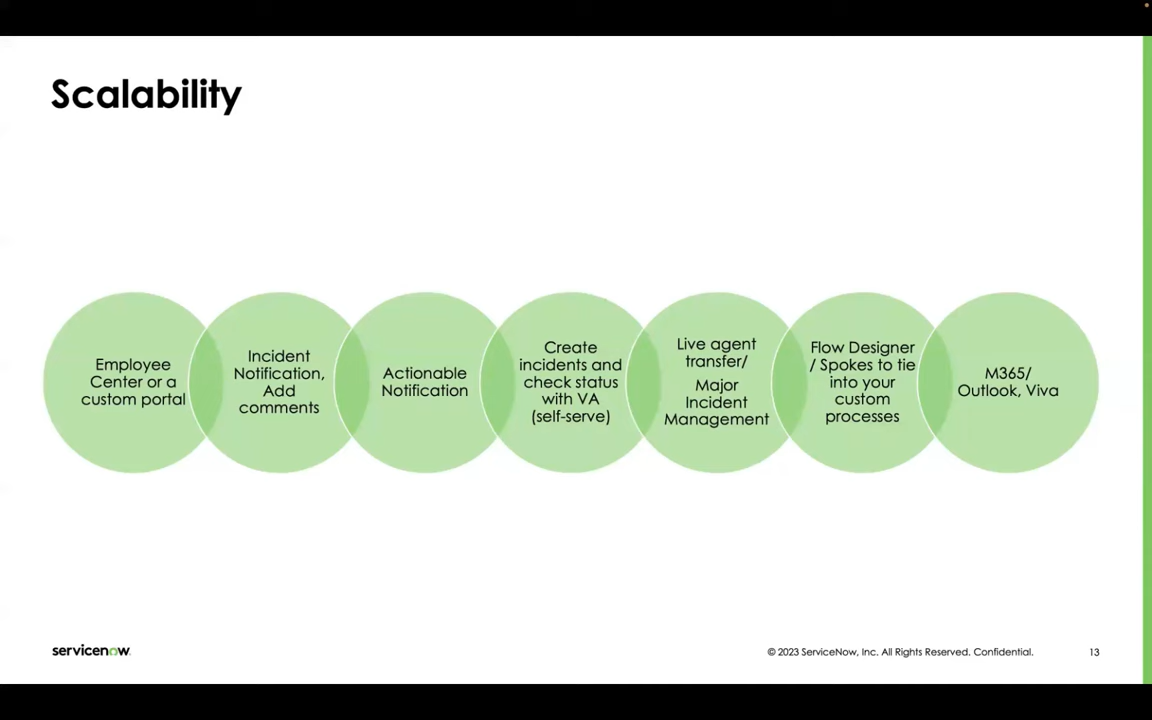 Scalability
Employee
Center or a
custom portal
Incident
Notification,
Add
comments
Actionable
Notification
Create
incidents and
check status
with VA
(self-serve)
Live agent
transfer/
Major
Incident
Management
Flow Designer
/ Spokes to tie
into your
custom
processes
M365/
Outlook, Viva
servicenow.
© 2023 ServiceNow, Inc. All Rights Reserved. Confidential.
13